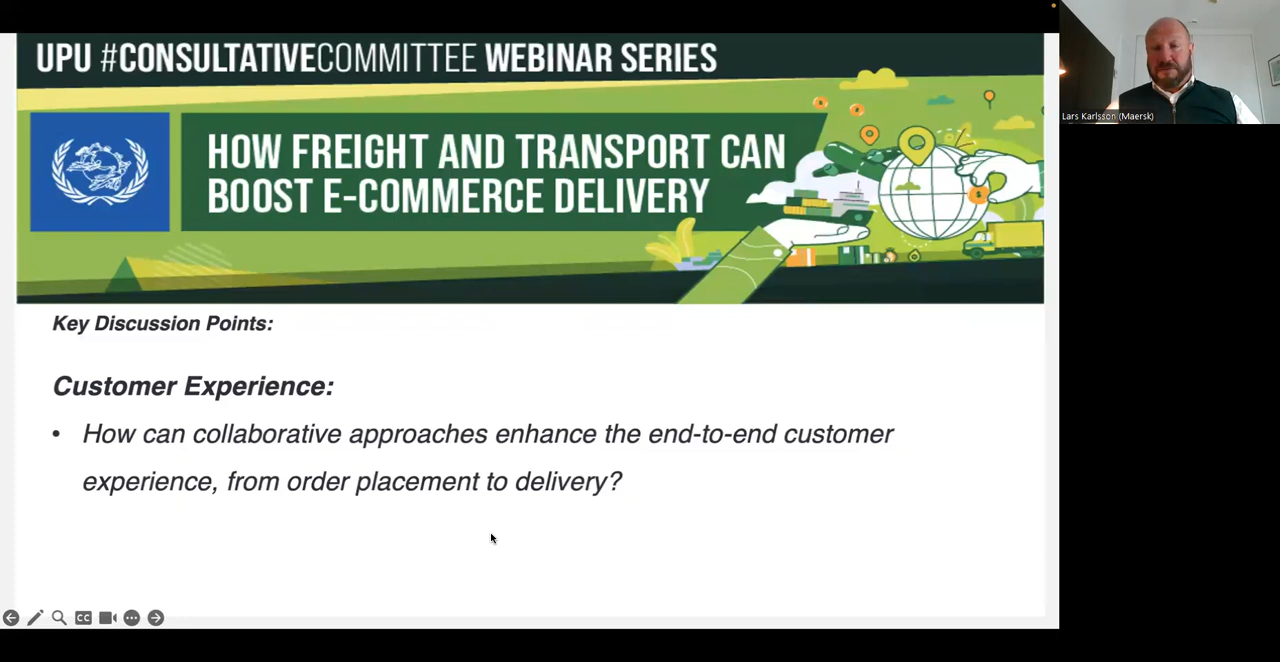 UPU #CONSULTATIVECOMMITTEE WEBINAR SERIES
HOW FREIGHT AND TRANSPORT CAN
BOOST E-COMMERCE DELIVERY
Lars Karlsson (Maersk)
Key Discussion Points:
Customer Experience:
• How can collaborative approaches enhance the end-to-end customer
experience, from order placement to delivery?
CC